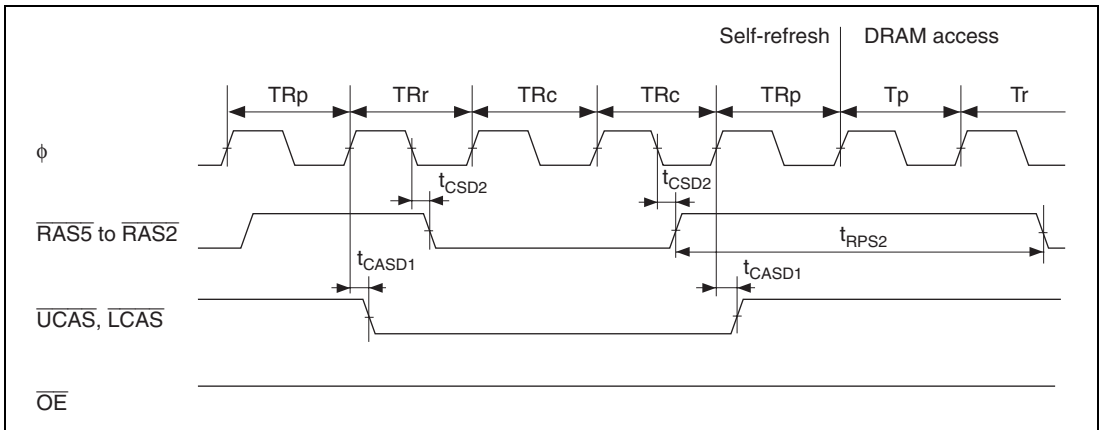 Self-refresh DRAM access
TRp TRr TRc TRc TRp Tp Tr
φ
tCSD2 tCSD2
RAS5 to RAS2
tRPS2
tCASD1 tCASD1
UCAS, LCAS
OE